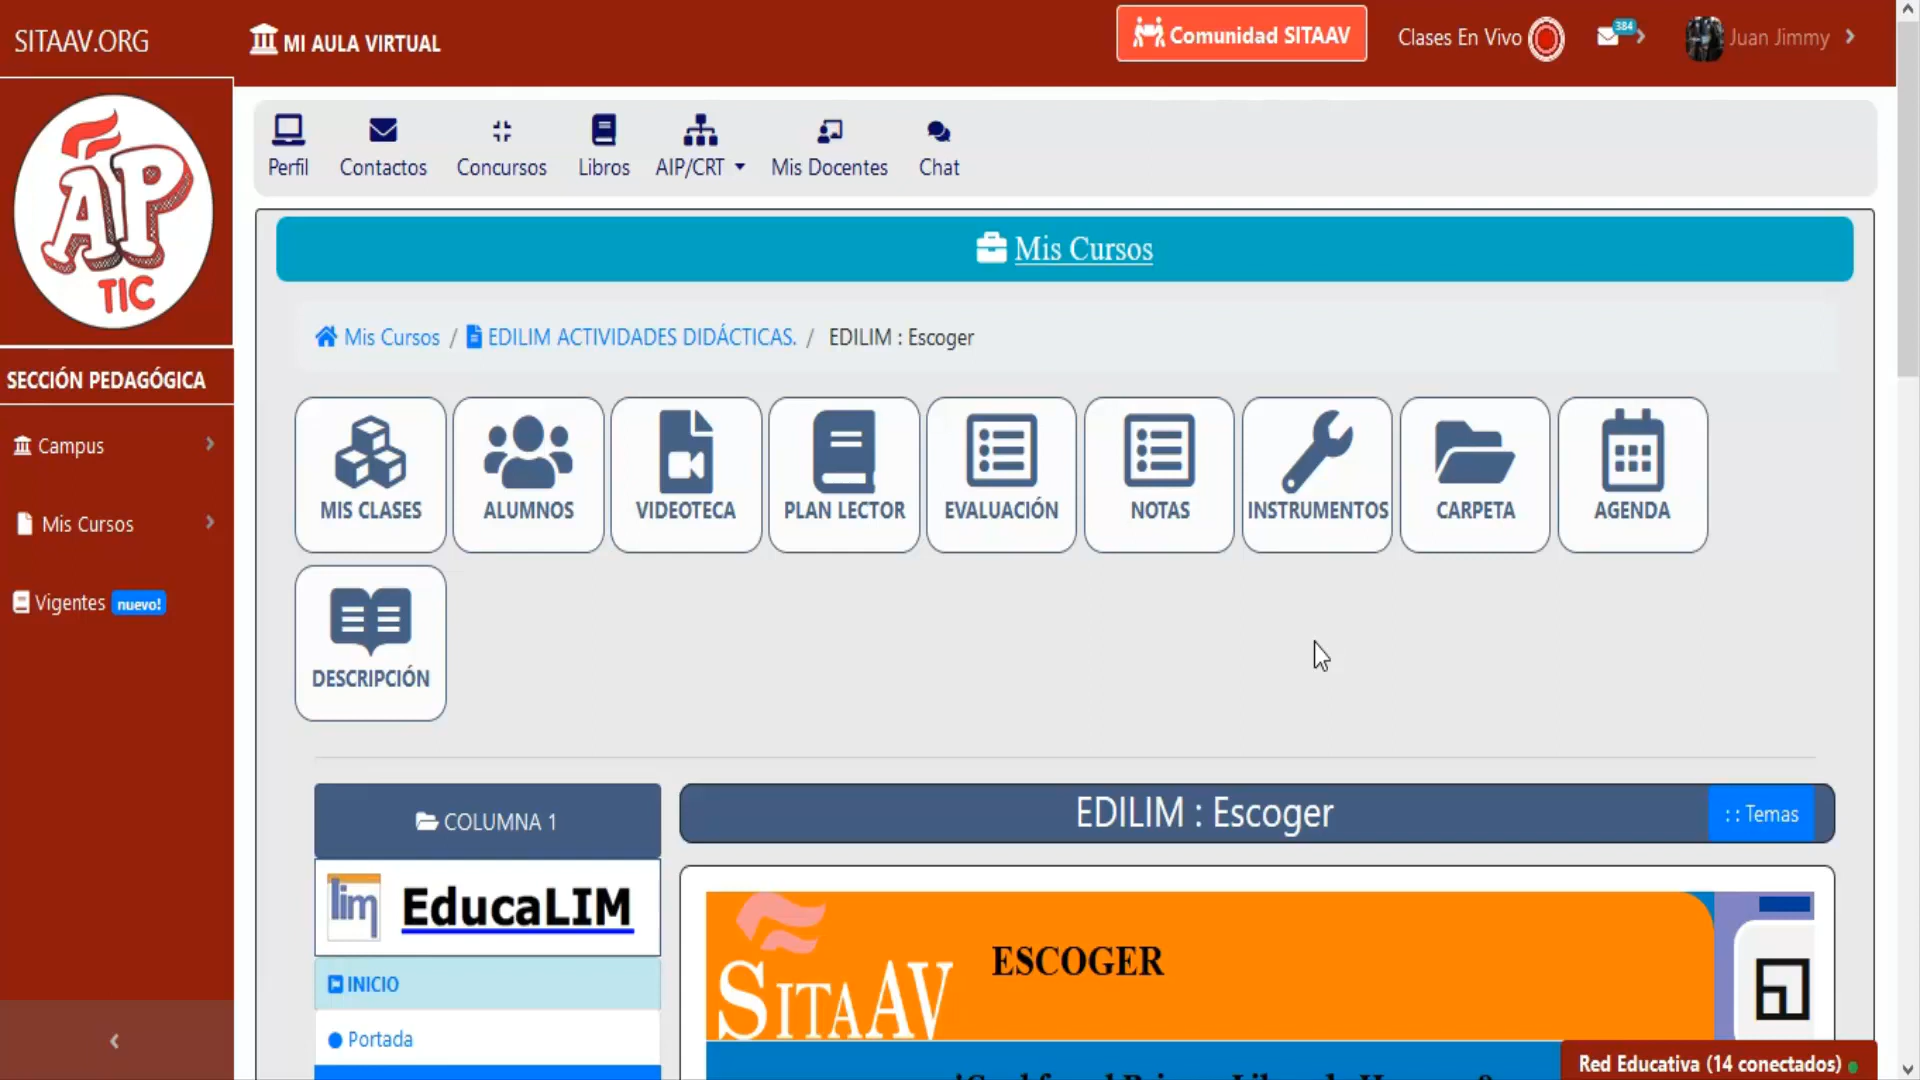 SITAAV.ORG
MI AULA VIRTUAL
Comunidad SITAAV
Clases En Vivo
384
Juan Jimmy
AP
TIC
Perfil
Contactos
Concursos
Libros
AIP/CRT
Mis Docentes
Chat
Mis Cursos
Mis Cursos / EDILIM ACTIVIDADES DIDÁCTICAS. / EDILIM : Escoger
SECCIÓN PEDAGÓGICA
Campus
Mis Cursos
Vigentes nuevo!
MIS CLASES
ALUMNOS
VIDEOTECA
PLAN LECTOR
EVALUACIÓN
NOTAS
INSTRUMENTOS
CARPETA
AGENDA
DESCRIPCIÓN
COLUMNA 1
lim EducaLIM
INICIO
Portada
EDILIM : Escoger
: : Temas
SITAAV
ESCOGER
Red Educativa (14 conectados)